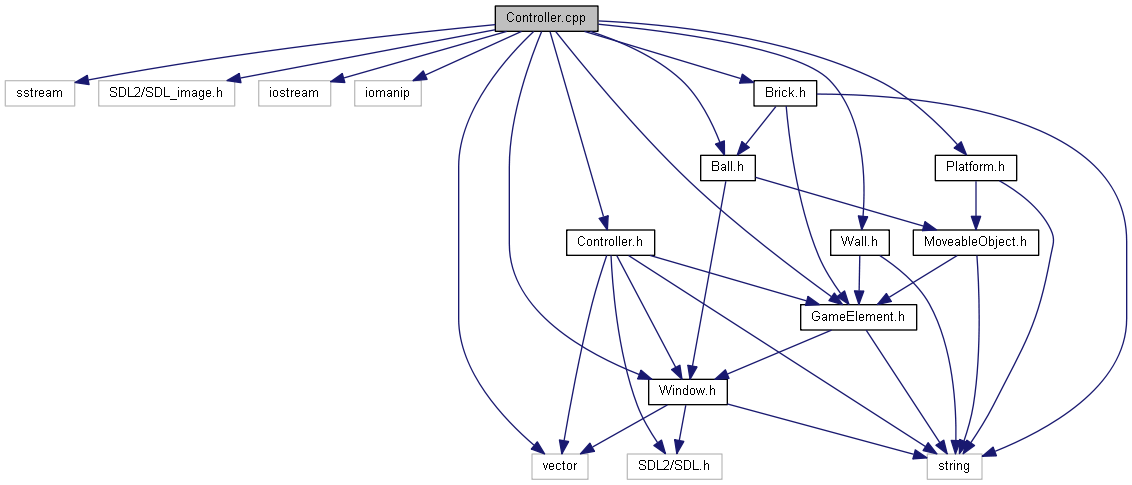 Controller.cpp
sstream
SDL2/SDL_image.h
iostream
iomanip
Brick.h
Ball.h
Platform.h
Controller.h
Wall.h
MoveableObject.h
GameElement.h
Window.h
vector
SDL2/SDL.h
string